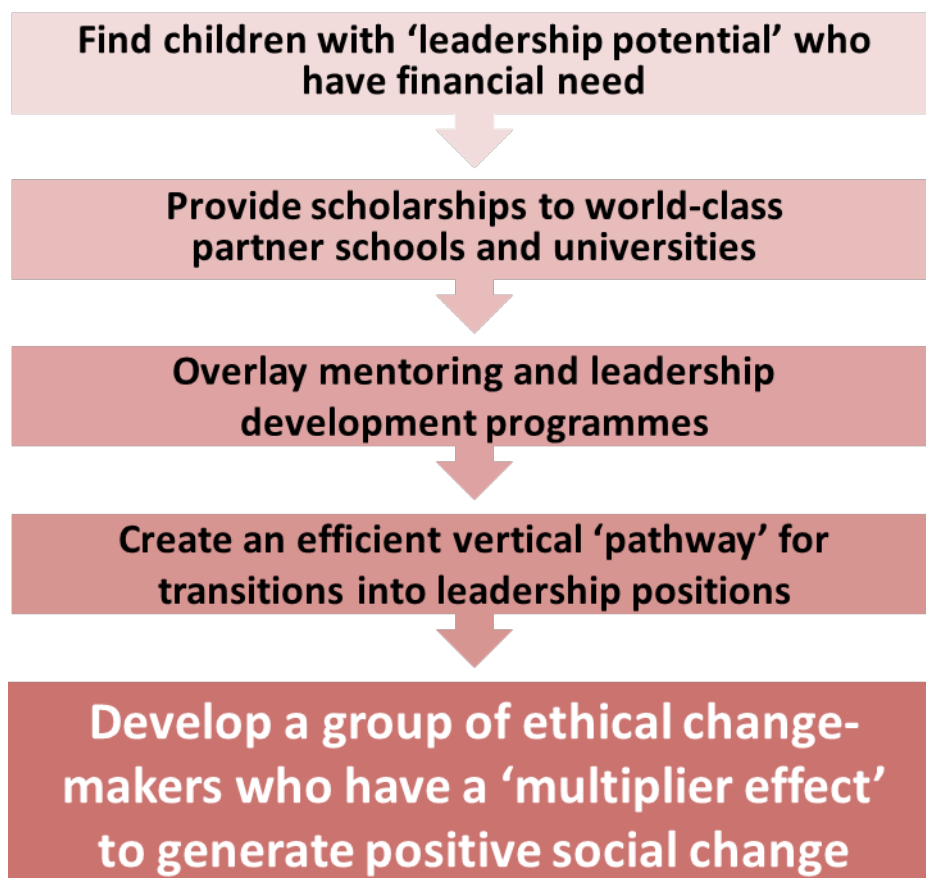 Find children with ‘leadership potential’ who
have financial need
Provide scholarships to world-class
partner schools and universities
Overlay mentoring and leadership
development programmes
Create an efficient vertical ‘pathway’ for
transitions into leadership positions
Develop a group of ethical change-
makers who have a ‘multiplier effect’
to generate positive social change